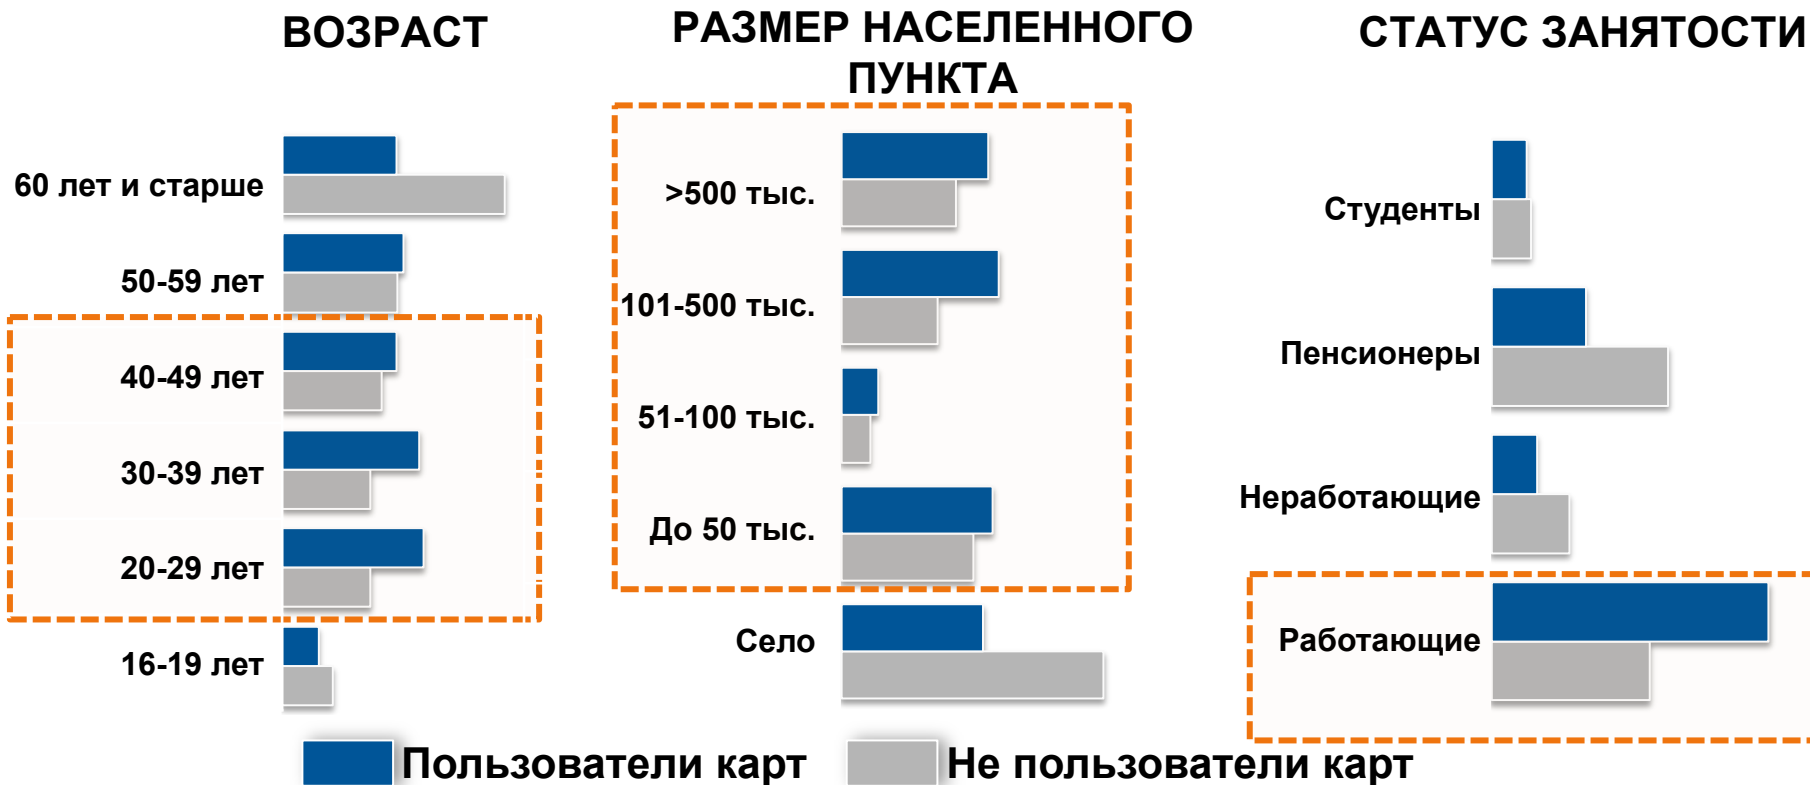 ВОЗРАСТ
60 лет и старше
50-59 лет
40-49 лет
30-39 лет
20-29 лет
16-19 лет
РАЗМЕР НАСЕЛЕННОГО
ПУНКТА
>500 тыс.
101-500 тыс.
51-100 тыс.
До 50 тыс.
Село
СТАТУС ЗАНЯТОСТИ
Студенты
Пенсионеры
Неработающие
Работающие
Пользователи карт
Не пользователи карт